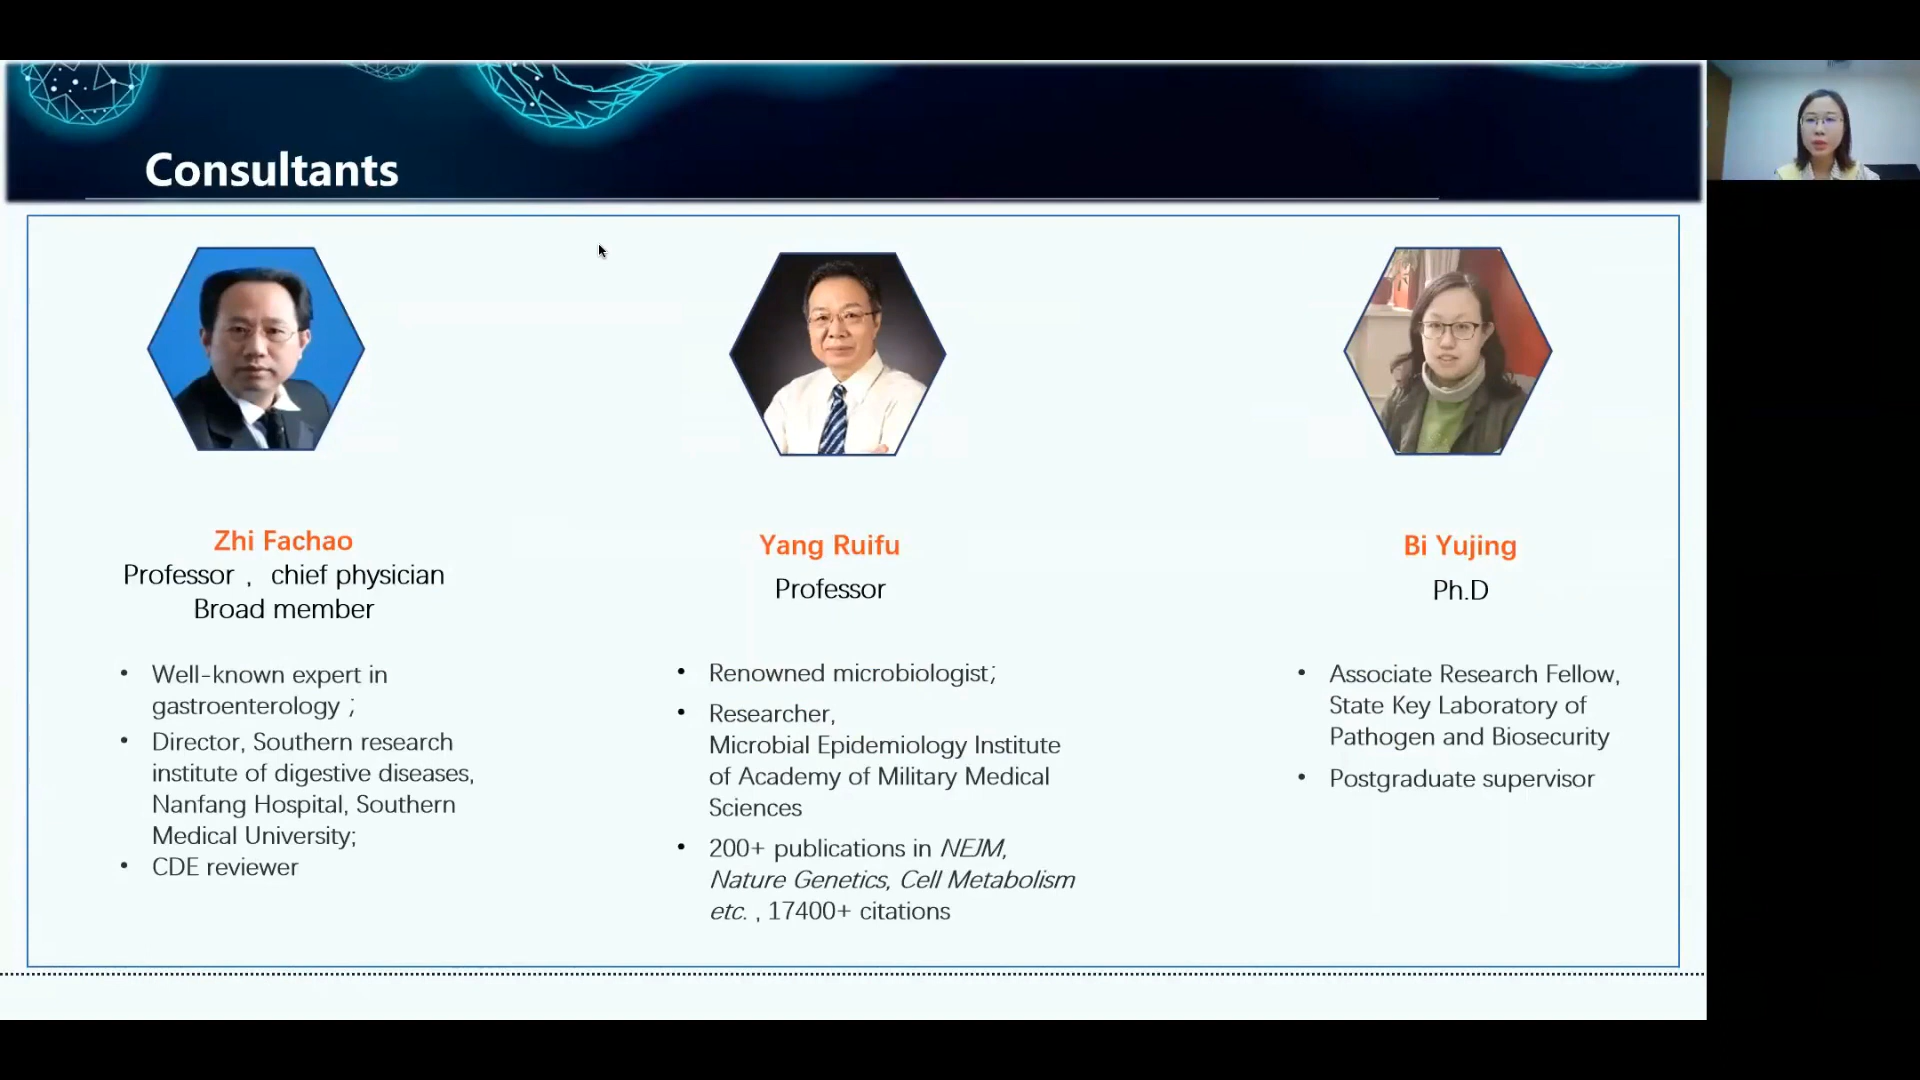 Consultants
Zhi Fachao
Professor， chief physician
Broad member
• Well-known expert in
gastroenterology；
• Director, Southern research
institute of digestive diseases,
Nanfang Hospital, Southern
Medical University;
• CDE reviewer
Yang Ruifu
Professor
• Renowned microbiologist；
• Researcher,
Microbial Epidemiology Institute
of Academy of Military Medical
Sciences
• 200+ publications in NEJM,
Nature Genetics, Cell Metabolism
etc. , 17400+ citations
Bi Yujing
Ph.D
• Associate Research Fellow,
State Key Laboratory of
Pathogen and Biosecurity
• Postgraduate supervisor